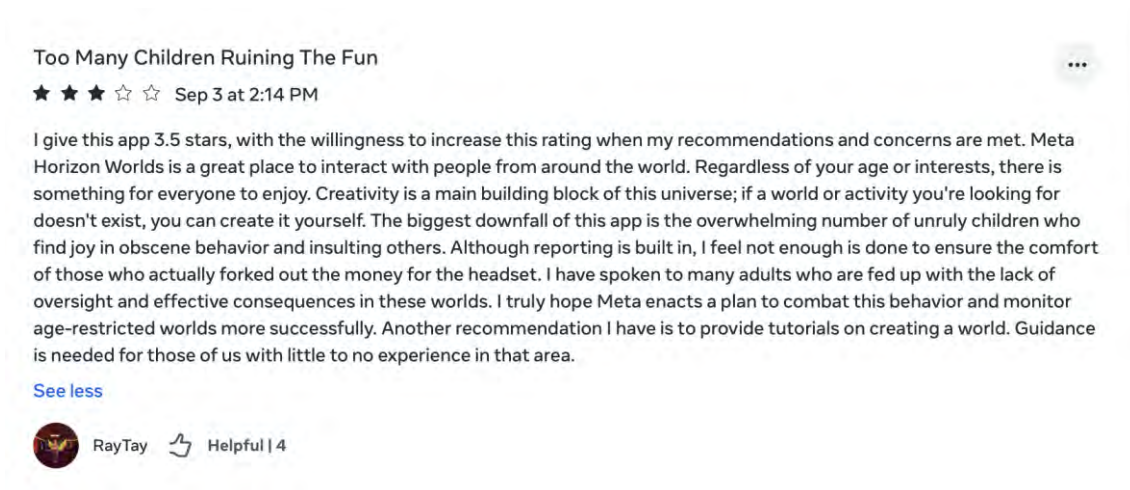 Too Many Children Ruining The Fun
Sep 3 at 2:14 PM
I give this app 3.5 stars, with the willingness to increase this rating when my recommendations and concerns are met. Meta
Horizon Worlds is a great place to interact with people from around the world. Regardless of your age or interests, there is
something for everyone to enjoy. Creativity is a main building block of this universe; if a world or activity you're looking for
doesn't exist, you can create it yourself. The biggest downfall of this app is the overwhelming number of unruly children who
find joy in obscene behavior and insulting others. Although reporting is built in, I feel not enough is done to ensure the comfort
of those who actually forked out the money for the headset. I have spoken to many adults who are fed up with the lack of
oversight and effective consequences in these worlds. I truly hope Meta enacts a plan to combat this behavior and monitor
age-restricted worlds more successfully. Another recommendation I have is to provide tutorials on creating a world. Guidance
is needed for those of us with little to no experience in that area.
See less
RayTay Helpful | 4